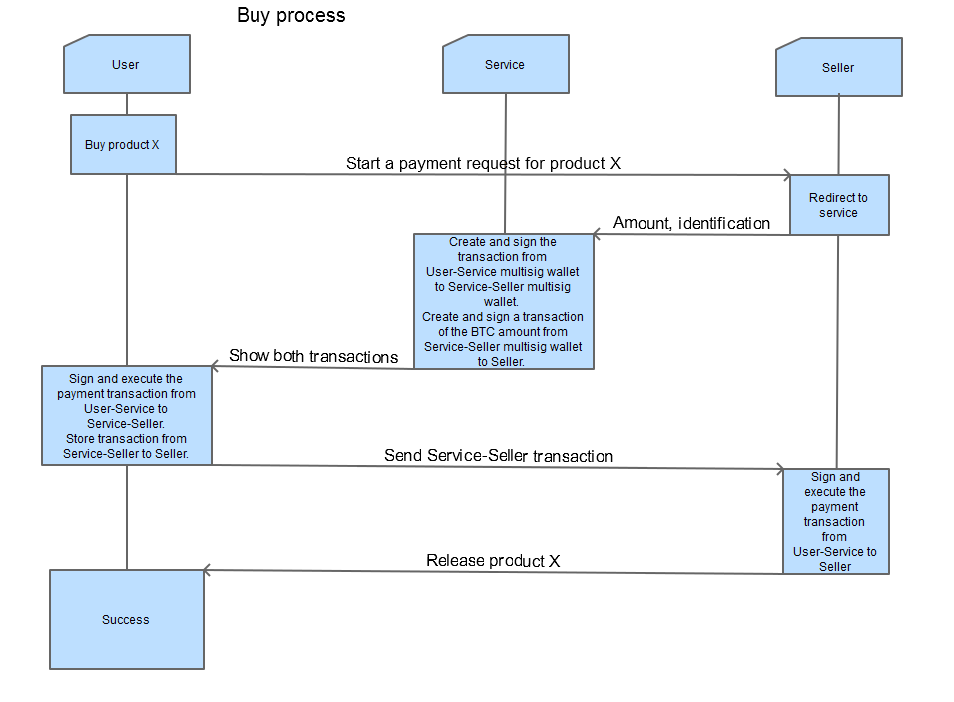 Buy process
User
Service
Seller
Buy product X
Start a payment request for product X
Redirect to
service
Amount, identification
Create and sign the
transaction from
User-Service multisig wallet
to Service-Seller multisig
wallet.
Create and sign a transaction
of the BTC amount from
Service-Seller multisig wallet
to Seller.
Show both transactions
Sign and execute the
payment transaction from
User-Service to
Service-Seller.
Store transaction from
Service-Seller to Seller.
Send Service-Seller transaction
Sign and
execute the
payment
transaction
from
User-Service to
Seller
Release product X
Success